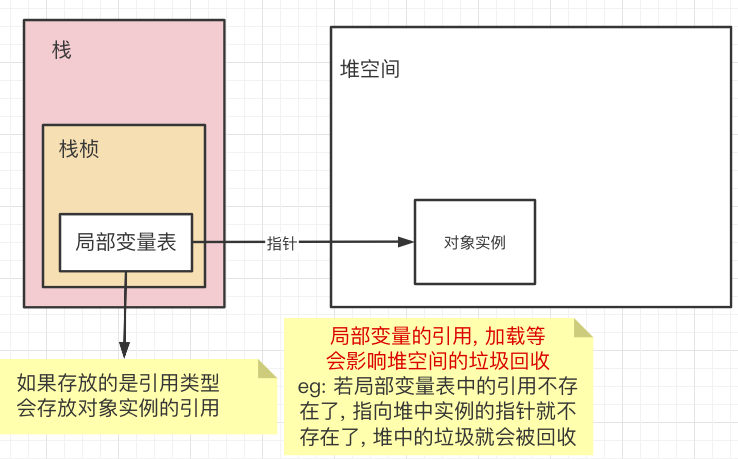 栈
堆空间
栈桢
局部变量表
指针
对象实例
如果存放的是引用类型
会存放对象实例的引用
局部变量的引用, 加载等
会影响堆空间的垃圾回收
eg: 若局部变量表中的引用不存
在了, 指向堆中实例的指针就不
存在了, 堆中的垃圾就会被回收